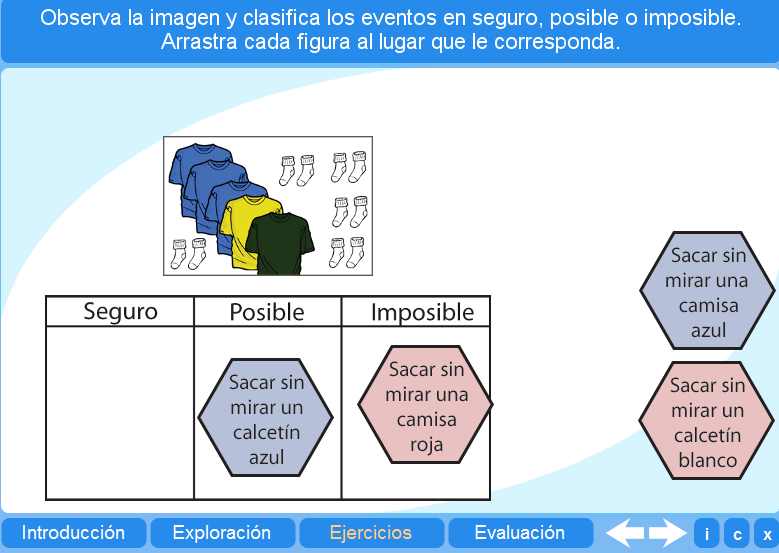 Observa la imagen y clasifica los eventos en seguro, posible o imposible.
Arrastra cada figura al lugar que le corresponda.
Seguro
Posible
Imposible
Sacar sin
mirar un
calcetín
azul
Sacar sin
mirar una
camisa
roja
Sacar sin
mirar una
camisa
azul
Sacar sin
mirar un
calcetín
blanco
Introducción
Exploración
Ejercicios
Evaluación
i
c
x